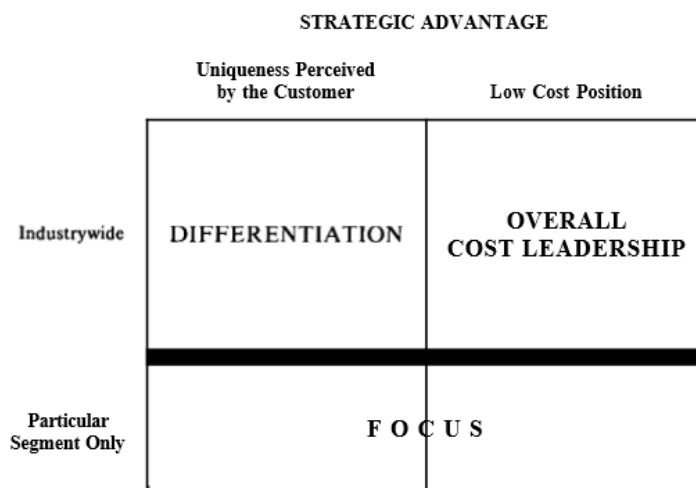 STRATEGIC ADVANTAGE
Uniqueness Perceived
by the Customer
Low Cost Position
Industrywide
DIFFERENTIATION
OVERALL
COST LEADERSHIP
Particular
Segment Only
F O C U S